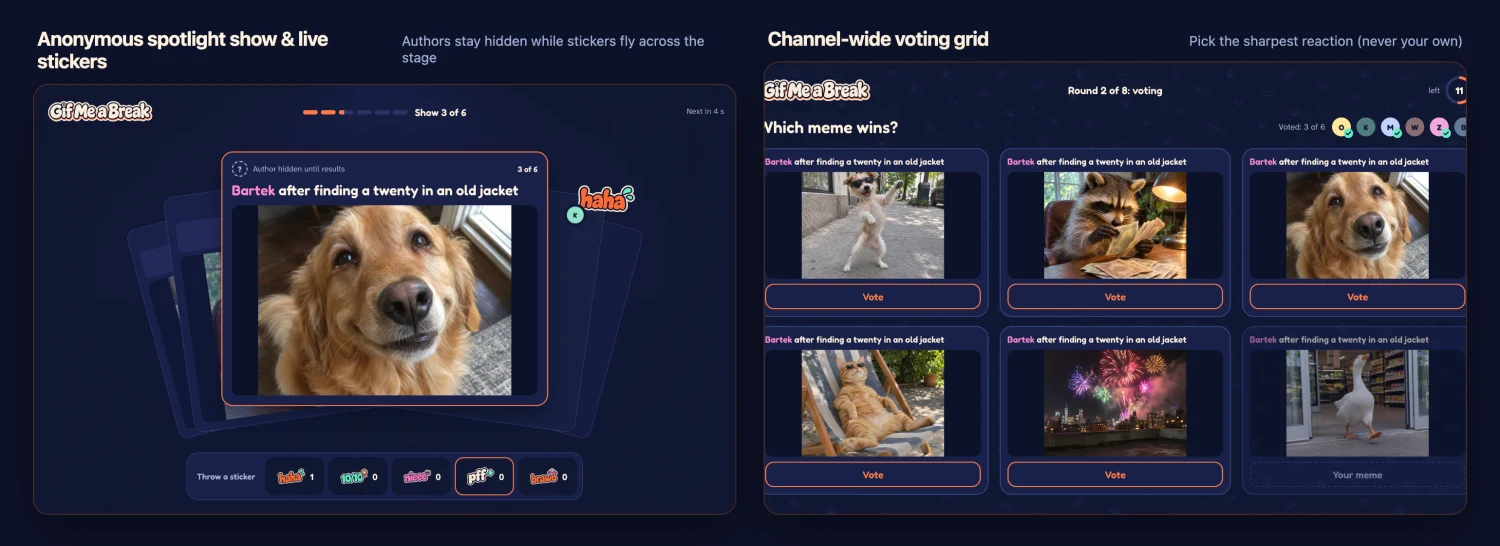 Anonymous spotlight show & live
stickers
Authors stay hidden while stickers fly across the
stage
Gif Me a Break
Show 3 of 6
Next in 4 s
?
Author hidden until results
3 of 6
Bartek after finding a twenty in an old jacket
haha
K
Throw a sticker
haha 1
10/10 0
nieee 0
pff 0
brawo 0
Channel-wide voting grid
Pick the sharpest reaction (never your own)
Gif Me a Break
Round 2 of 8: voting
left 11
Which meme wins?
Voted: 3 of 6
O K M W Z B
Bartek after finding a twenty in an old jacket
Bartek after finding a twenty in an old jacket
Bartek after finding a twenty in an old jacket
Vote
Vote
Vote
Bartek after finding a twenty in an old jacket
Bartek after finding a twenty in an old jacket
Bartek after finding a twenty in an old jacket
Vote
Vote
Your meme